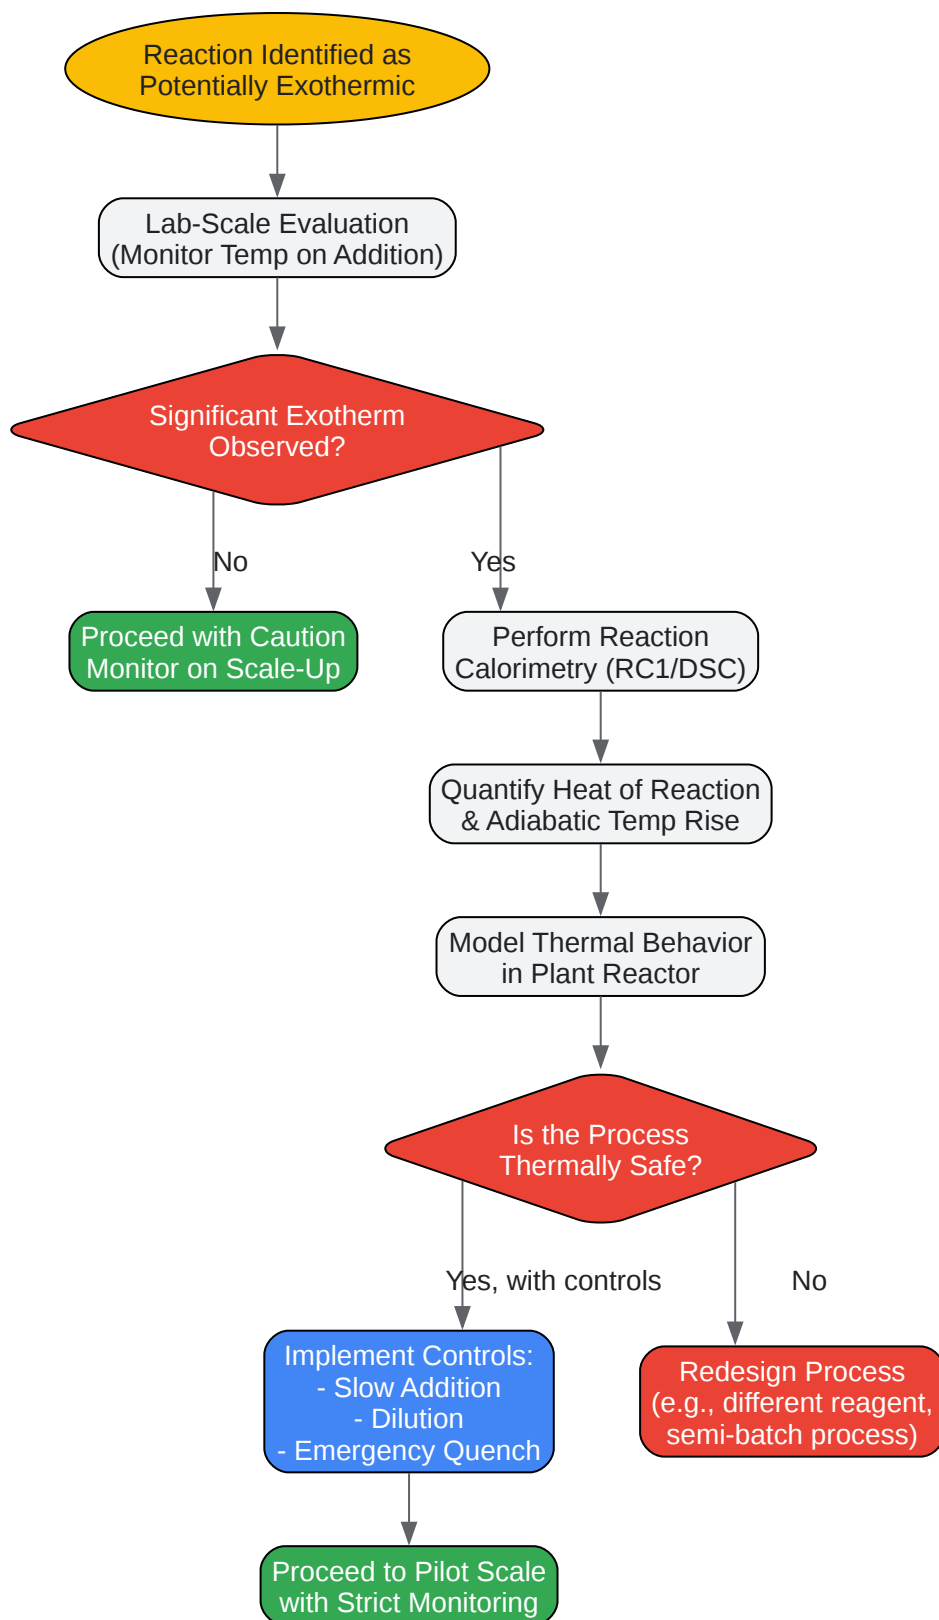 Reaction Identified as
Potentially Exothermic
Lab-Scale Evaluation
(Monitor Temp on Addition)
Significant Exotherm
Observed?
No
Yes
Proceed with Caution
Monitor on Scale-Up
Perform Reaction
Calorimetry (RC1/DSC)
Quantify Heat of Reaction
& Adiabatic Temp Rise
Model Thermal Behavior
in Plant Reactor
Is the Process
Thermally Safe?
Yes, with controls
No
Implement Controls:
- Slow Addition
- Dilution
- Emergency Quench
Redesign Process
(e.g., different reagent,
semi-batch process)
Proceed to Pilot Scale
with Strict Monitoring